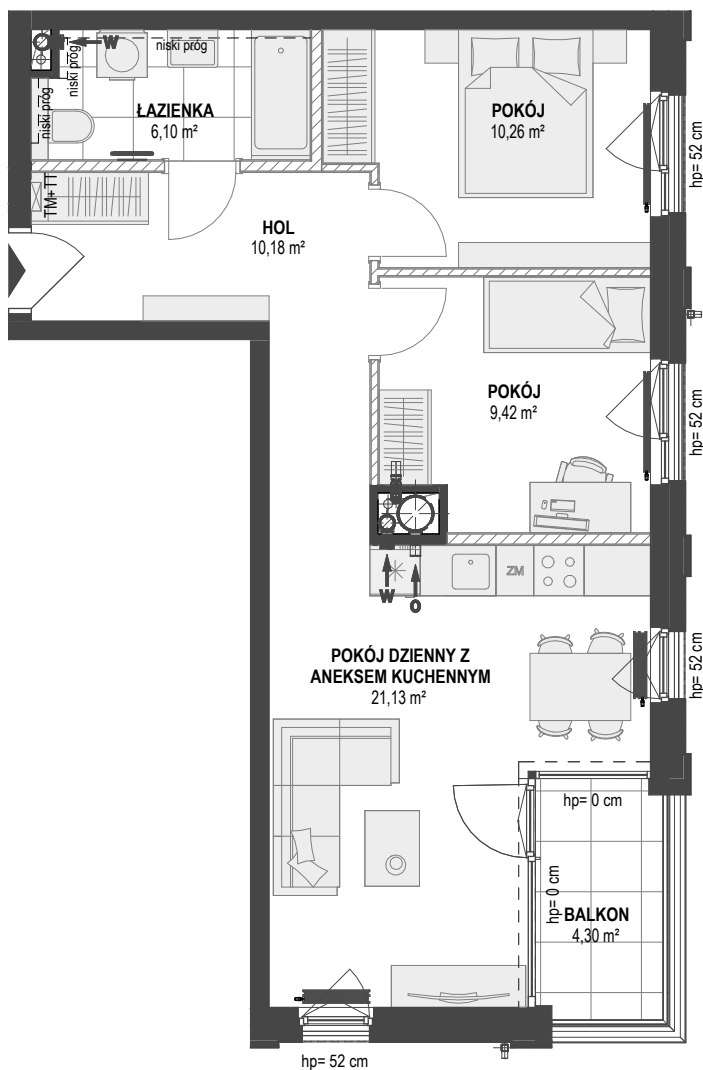 W
niski próg
niski próg
niski próg
ŁAZIENKA
6,10 m²
POKÓJ
10,26 m²
hp= 52 cm
TM+TT
HOL
10,18 m²
POKÓJ
9,42 m²
hp= 52 cm
W
O
ZM
POKÓJ DZIENNY Z
ANEKSEM KUCHENNYM
21,13 m²
hp= 52 cm
hp= 0 cm
hp= 0 cm
BALKON
4,30 m²
hp= 52 cm